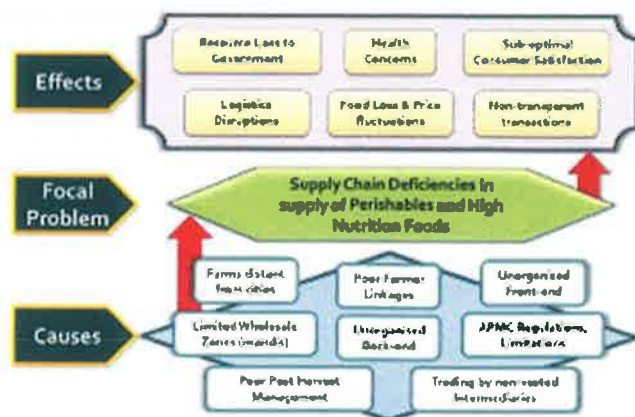 Effects
Resource Loss to
Government
Health
Concerns
Sub-optimal
Consumer Satisfaction
Logistics
Disruptions
Food Loss & Price
fluctuations
Non-transparent
transactions
Focal
Problem
Supply Chain Deficiencies in
supply of Perishables and High
Nutrition Foods
Causes
Farms distant
from cities
Poor Farmer
Linkages
Unorganised
Front-end
Limited Wholesale
Zones (mandis)
Unorganised
Back-end
APMC Regulations,
Limitations
Poor Post Harvest
Management
Trading by non-vested
Intermediaries